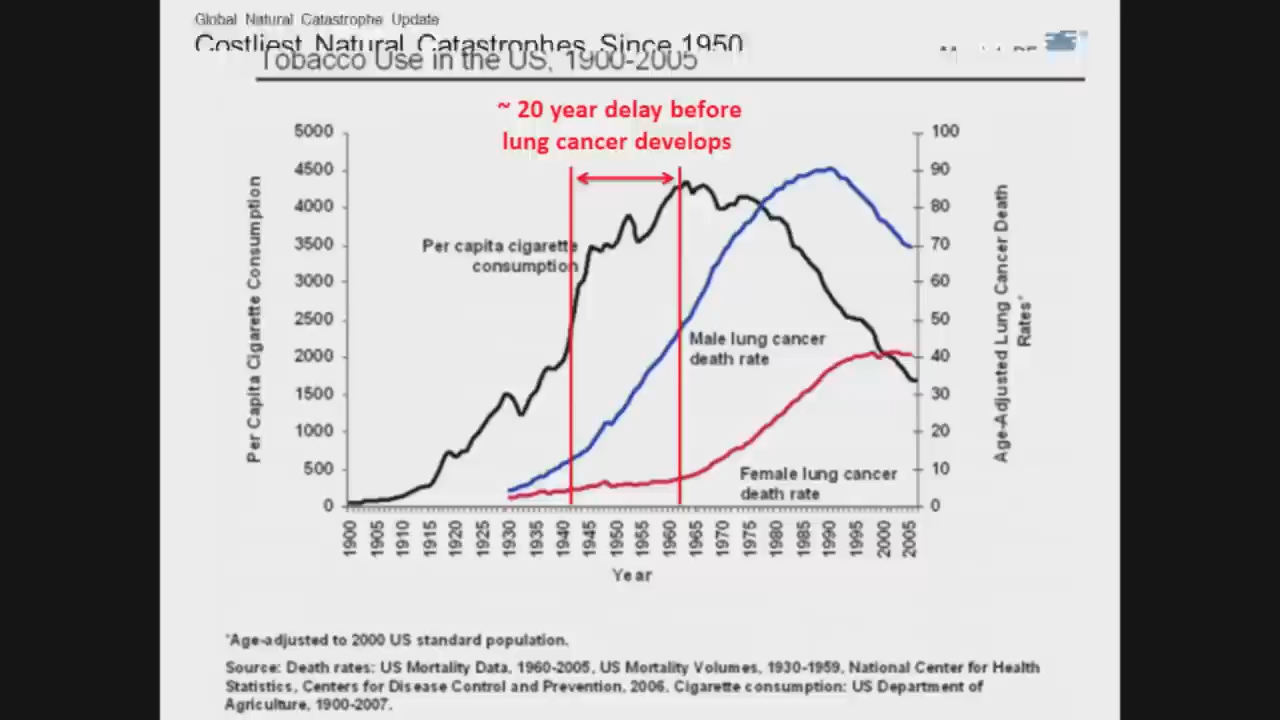 Global Natural Catastrophe Update
Costliest Natural Catastrophes Since 1950
Tobacco Use in the US, 1900-2005
~ 20 year delay before
lung cancer develops
5000
4500
4000
3500
3000
2500
2000
1500
1000
500
0
Per Capita Cigarette Consumption
Per capita cigarette
consumption
Male lung cancer
death rate
Female lung cancer
death rate
100
90
80
70
60
50
40
30
20
10
0
Age-Adjusted Lung Cancer Death
Rates*
1900 1905 1910 1915 1920 1925 1930 1935 1940 1945 1950 1955 1960 1965 1970 1975 1980 1985 1990 1995 2000 2005
Year
*Age-adjusted to 2000 US standard population.
Source: Death rates: US Mortality Data, 1960-2005, US Mortality Volumes, 1930-1959, National Center for Health
Statistics, Centers for Disease Control and Prevention, 2006. Cigarette consumption: US Department of
Agriculture, 1900-2007.